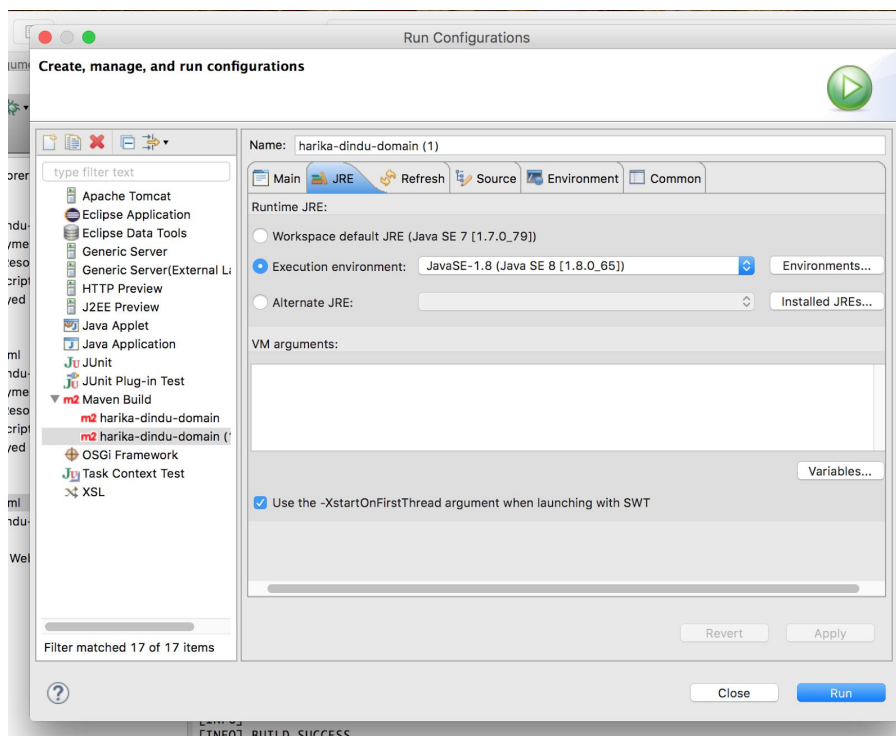 Run Configurations
Create, manage, and run configurations
type filter text
Apache Tomcat
Eclipse Application
Eclipse Data Tools
Generic Server
Generic Server(External La
HTTP Preview
J2EE Preview
Java Applet
Java Application
Ju JUnit
JUnit Plug-in Test
m2 Maven Build
m2 harika-dindu-domain
m2 harika-dindu-domain (1
OSGi Framework
Task Context Test
XSL
Filter matched 17 of 17 items
Name: harika-dindu-domain (1)
Main JRE Refresh Source Environment Common
Runtime JRE:
Workspace default JRE (Java SE 7 [1.7.0_79])
Execution environment: JavaSE-1.8 (Java SE 8 [1.8.0_65]) Environments...
Alternate JRE: Installed JREs...
VM arguments:
Variables...
Use the -XstartOnFirstThread argument when launching with SWT
Revert Apply
? Close Run
[INFO] BUILD SUCCESS